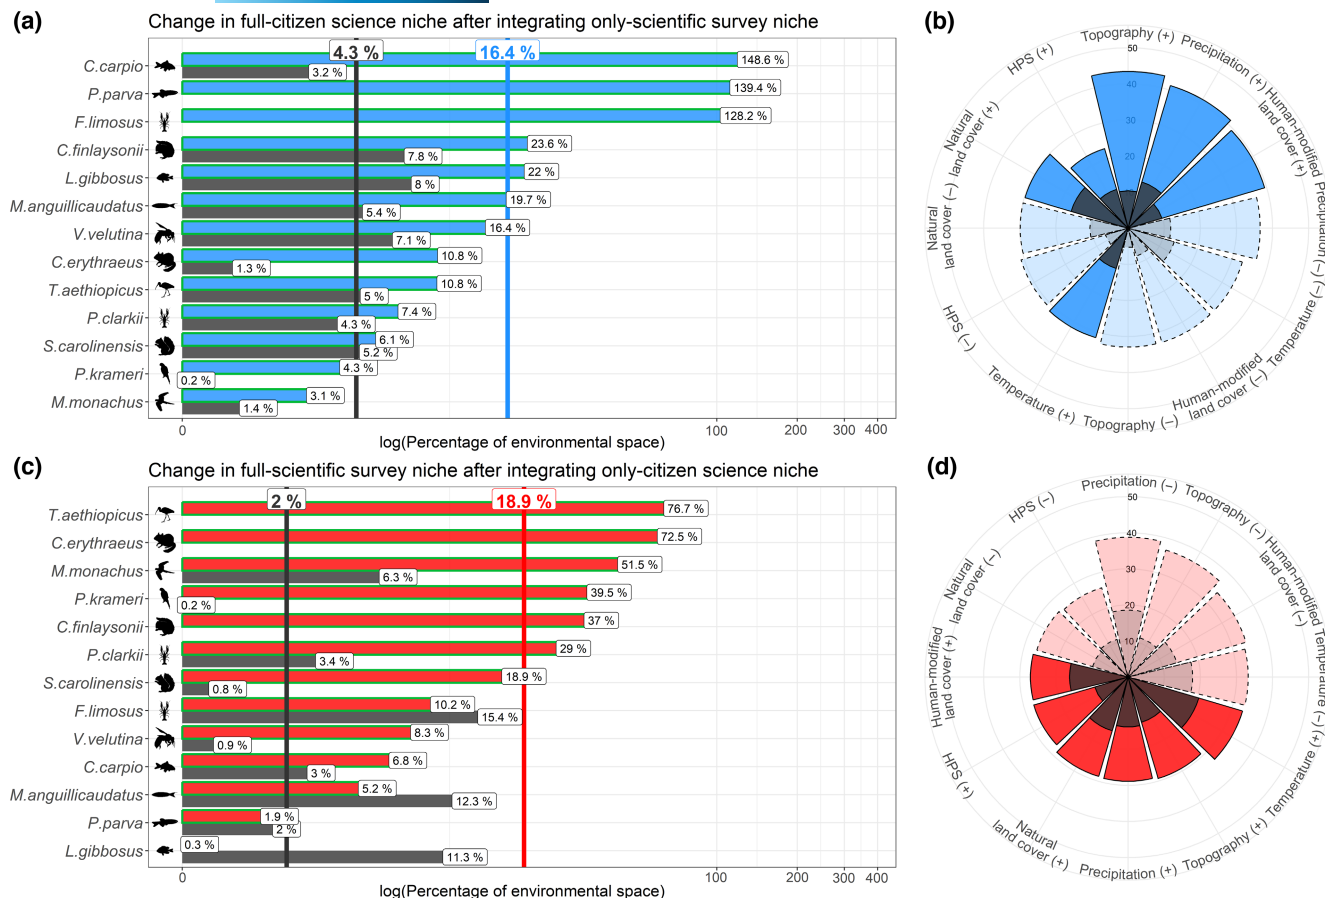 (a)
Change in full-citizen science niche after integrating only-scientific survey niche
4.3 %
16.4 %
C.carpio
148.6 %
3.2 %
P.parva
139.4 %
F.limosus
128.2 %
C.finlaysonii
23.6 %
7.8 %
L.gibbosus
22 %
8 %
M.anguillicaudatus
19.7 %
5.4 %
V.velutina
16.4 %
7.1 %
C.erythraeus
10.8 %
1.3 %
T.aethiopicus
10.8 %
5 %
P.clarkii
7.4 %
4.3 %
S.carolinensis
6.1 %
5.2 %
P.krameri
4.3 %
0.2 %
M.monachus
3.1 %
1.4 %
0
100
200
300
400
log(Percentage of environmental space)
(b)
Topography (+)
Precipitation (+)
Human-modified
land cover (+)
Precipitation (–)
Temperature (–)
Human-modified
land cover (–)
Topography (–)
Temperature (+)
HPS (–)
Natural
land cover (–)
Natural
land cover (+)
HPS (+)
50
40
30
20
10
(c)
Change in full-scientific survey niche after integrating only-citizen science niche
2 %
18.9 %
T.aethiopicus
76.7 %
C.erythraeus
72.5 %
M.monachus
51.5 %
6.3 %
P.krameri
39.5 %
0.2 %
C.finlaysonii
37 %
P.clarkii
29 %
3.4 %
S.carolinensis
18.9 %
0.8 %
F.limosus
10.2 %
15.4 %
V.velutina
8.3 %
0.9 %
C.carpio
6.8 %
3 %
M.anguillicaudatus
5.2 %
12.3 %
P.parva
1.9 %
2 %
L.gibbosus
0.3 %
11.3 %
0
100
200
300
400
log(Percentage of environmental space)
(d)
Precipitation (–)
Topography (–)
Human-modified
land cover (–)
Temperature (–)
Temperature (+)
Topography (+)
Precipitation (+)
Natural
land cover (+)
HPS (+)
Human-modified
land cover (+)
Natural
land cover (–)
HPS (–)
50
40
30
20
10